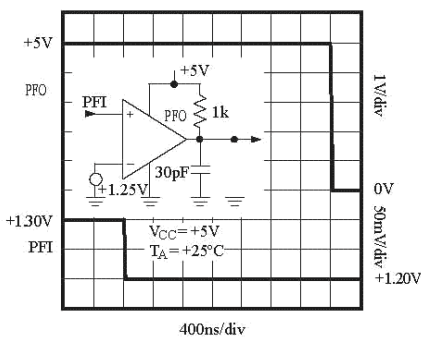 +5V
PFO
+5V
PFI
PFO
1k
+
−
30pF
+1.25V
1V/div
0V
+1.30V
PFI
VCC = +5V
TA = +25°C
50mV/div
+1.20V
400ns/div